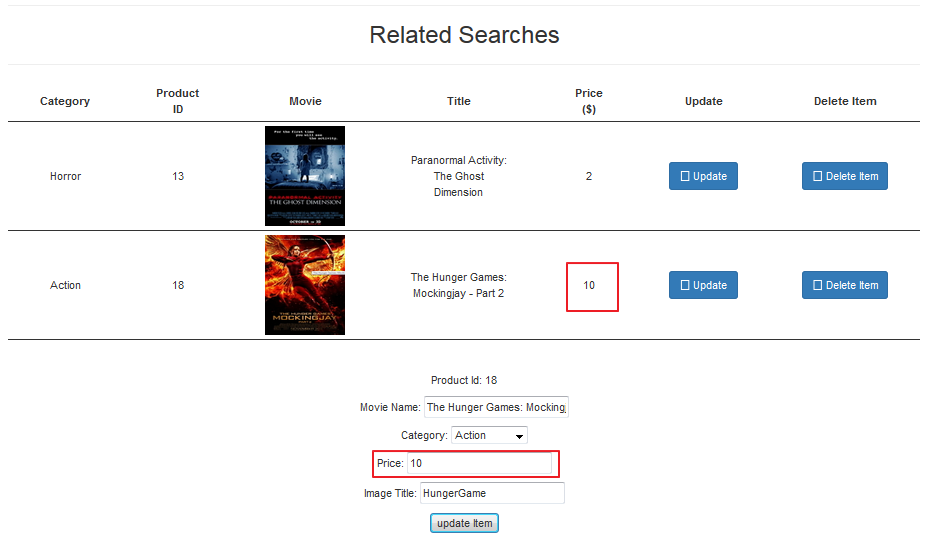 Related Searches
Category Product ID Movie Title Price ($) Update Delete Item
For the first time
you will see
the activity.
PARANORMAL ACTIVITY
THE GHOST DIMENSION
Horror 13 Paranormal Activity: The Ghost Dimension 2 Update Delete Item
THE HUNGER GAMES
MOCKINGJAY
Action 18 The Hunger Games: Mockingjay - Part 2 10 Update Delete Item
Product Id: 18
Movie Name: The Hunger Games: Mocking
Category: Action
Price: 10
Image Title: HungerGame
update Item